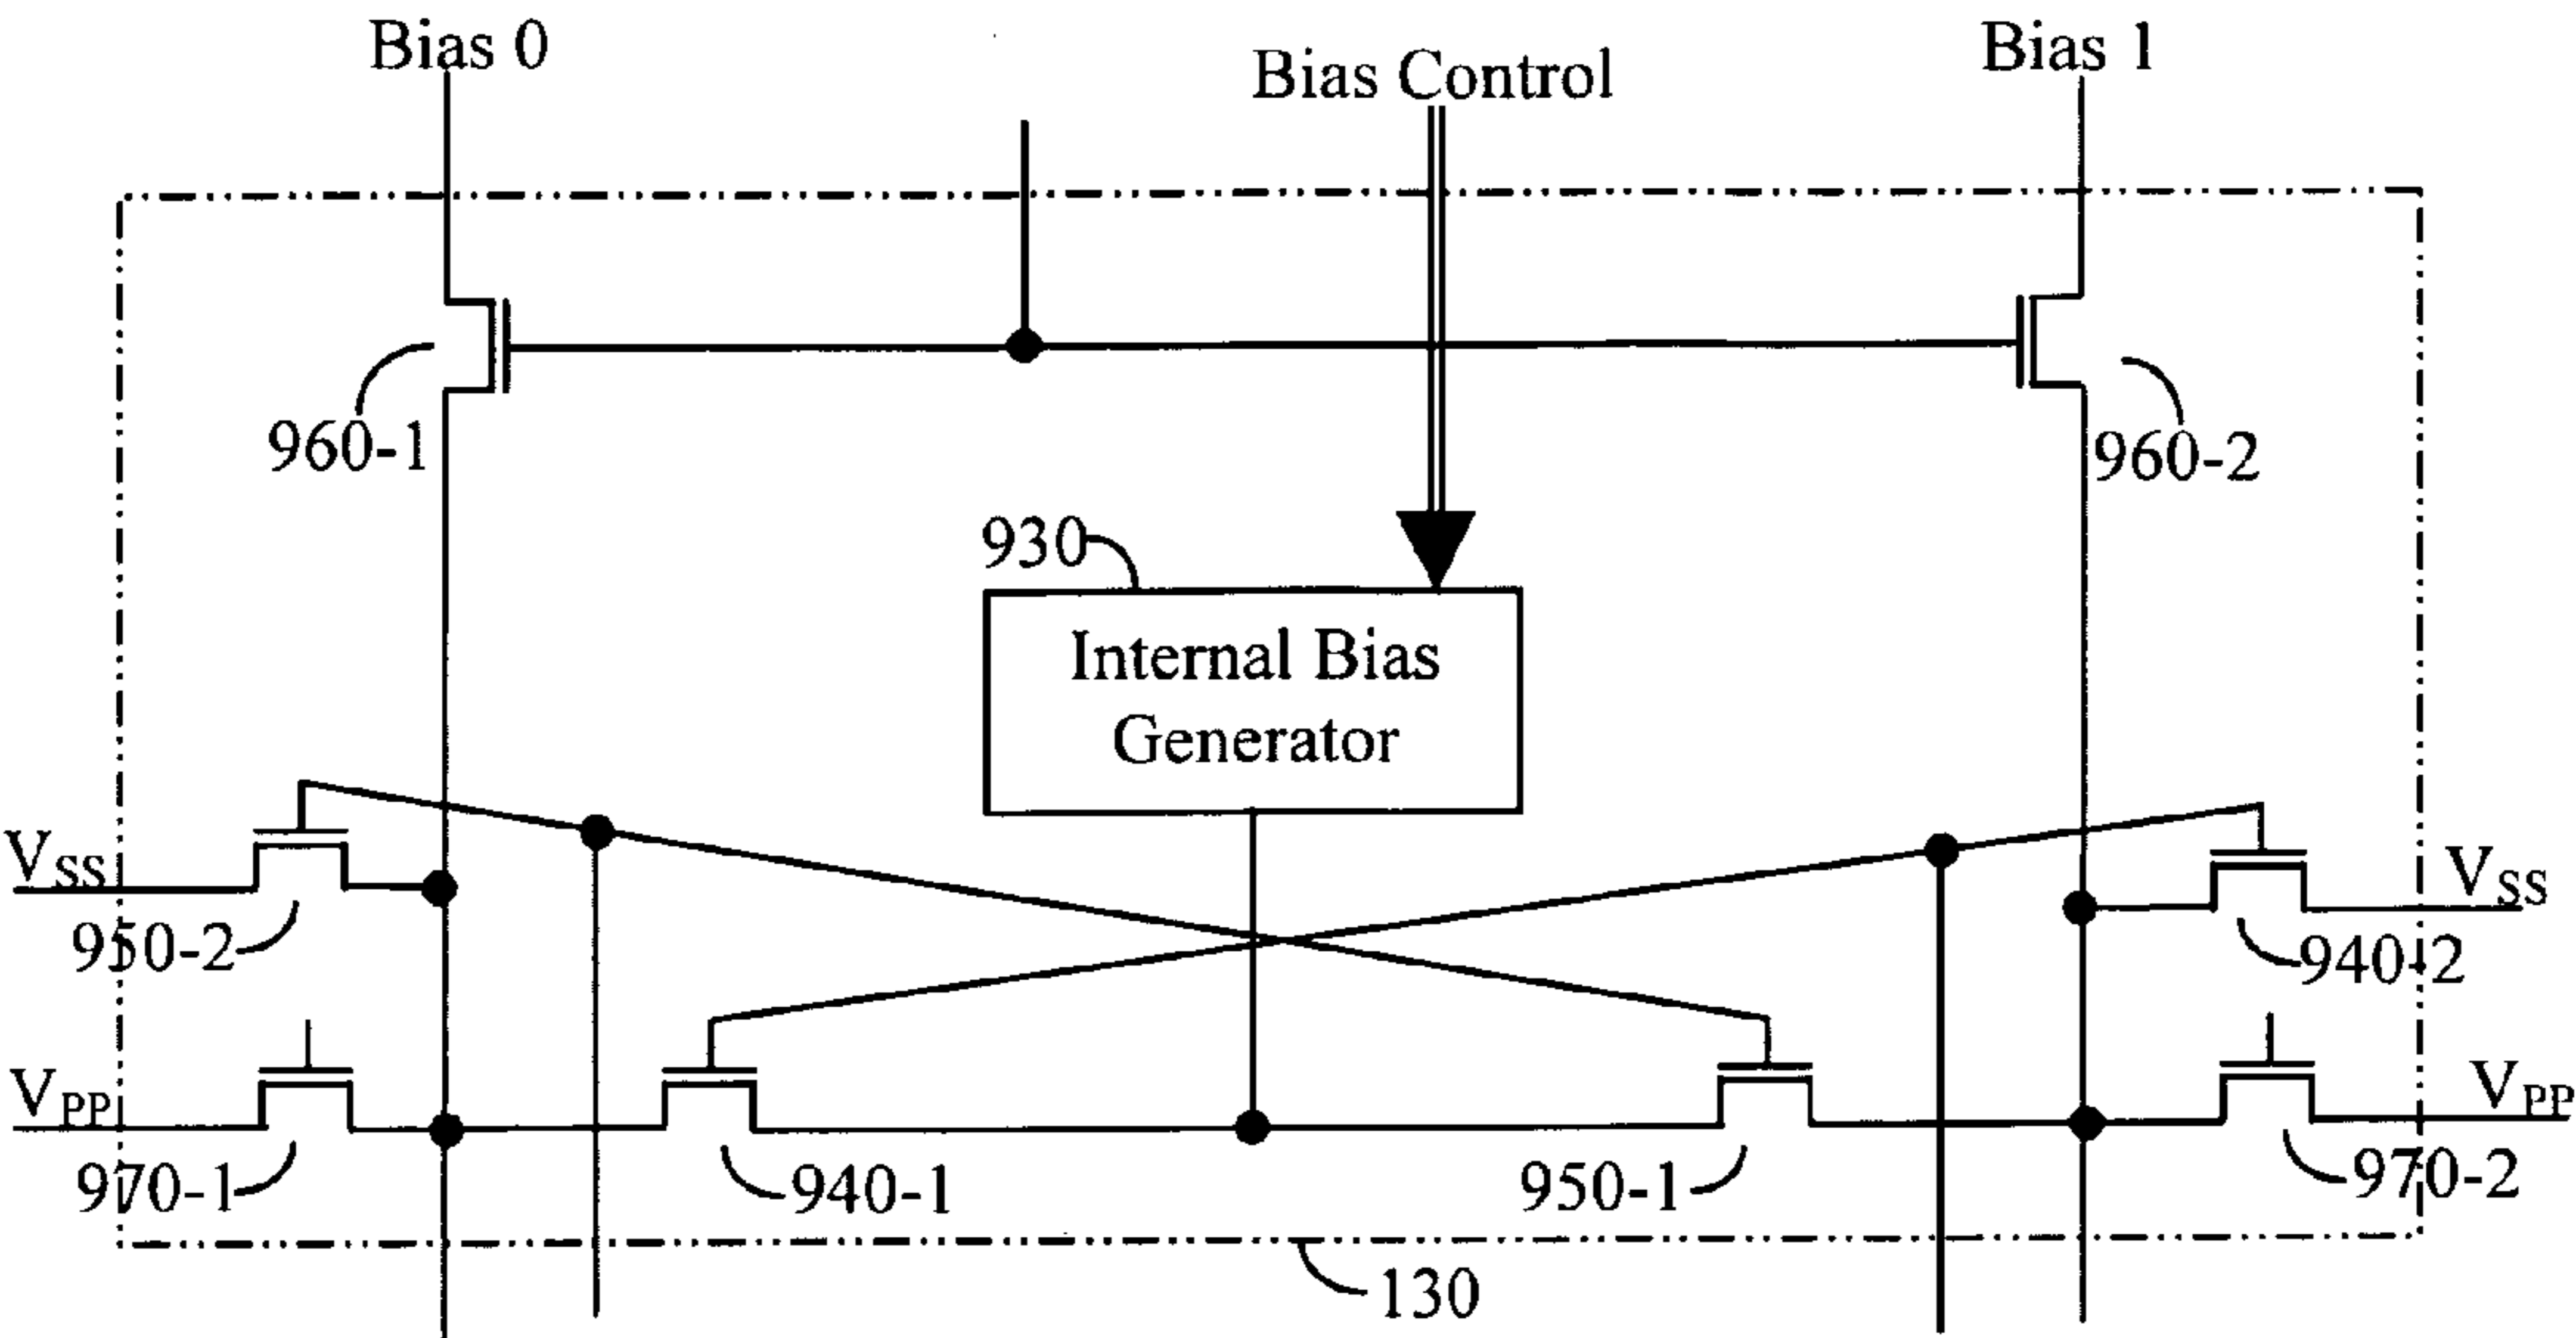 Bias 0
Bias Control
Bias 1
960-1
960-2
930
Internal Bias
Generator
VSS
VSS
950-2
940-2
VPP
VPP
970-1
940-1
950-1
970-2
130